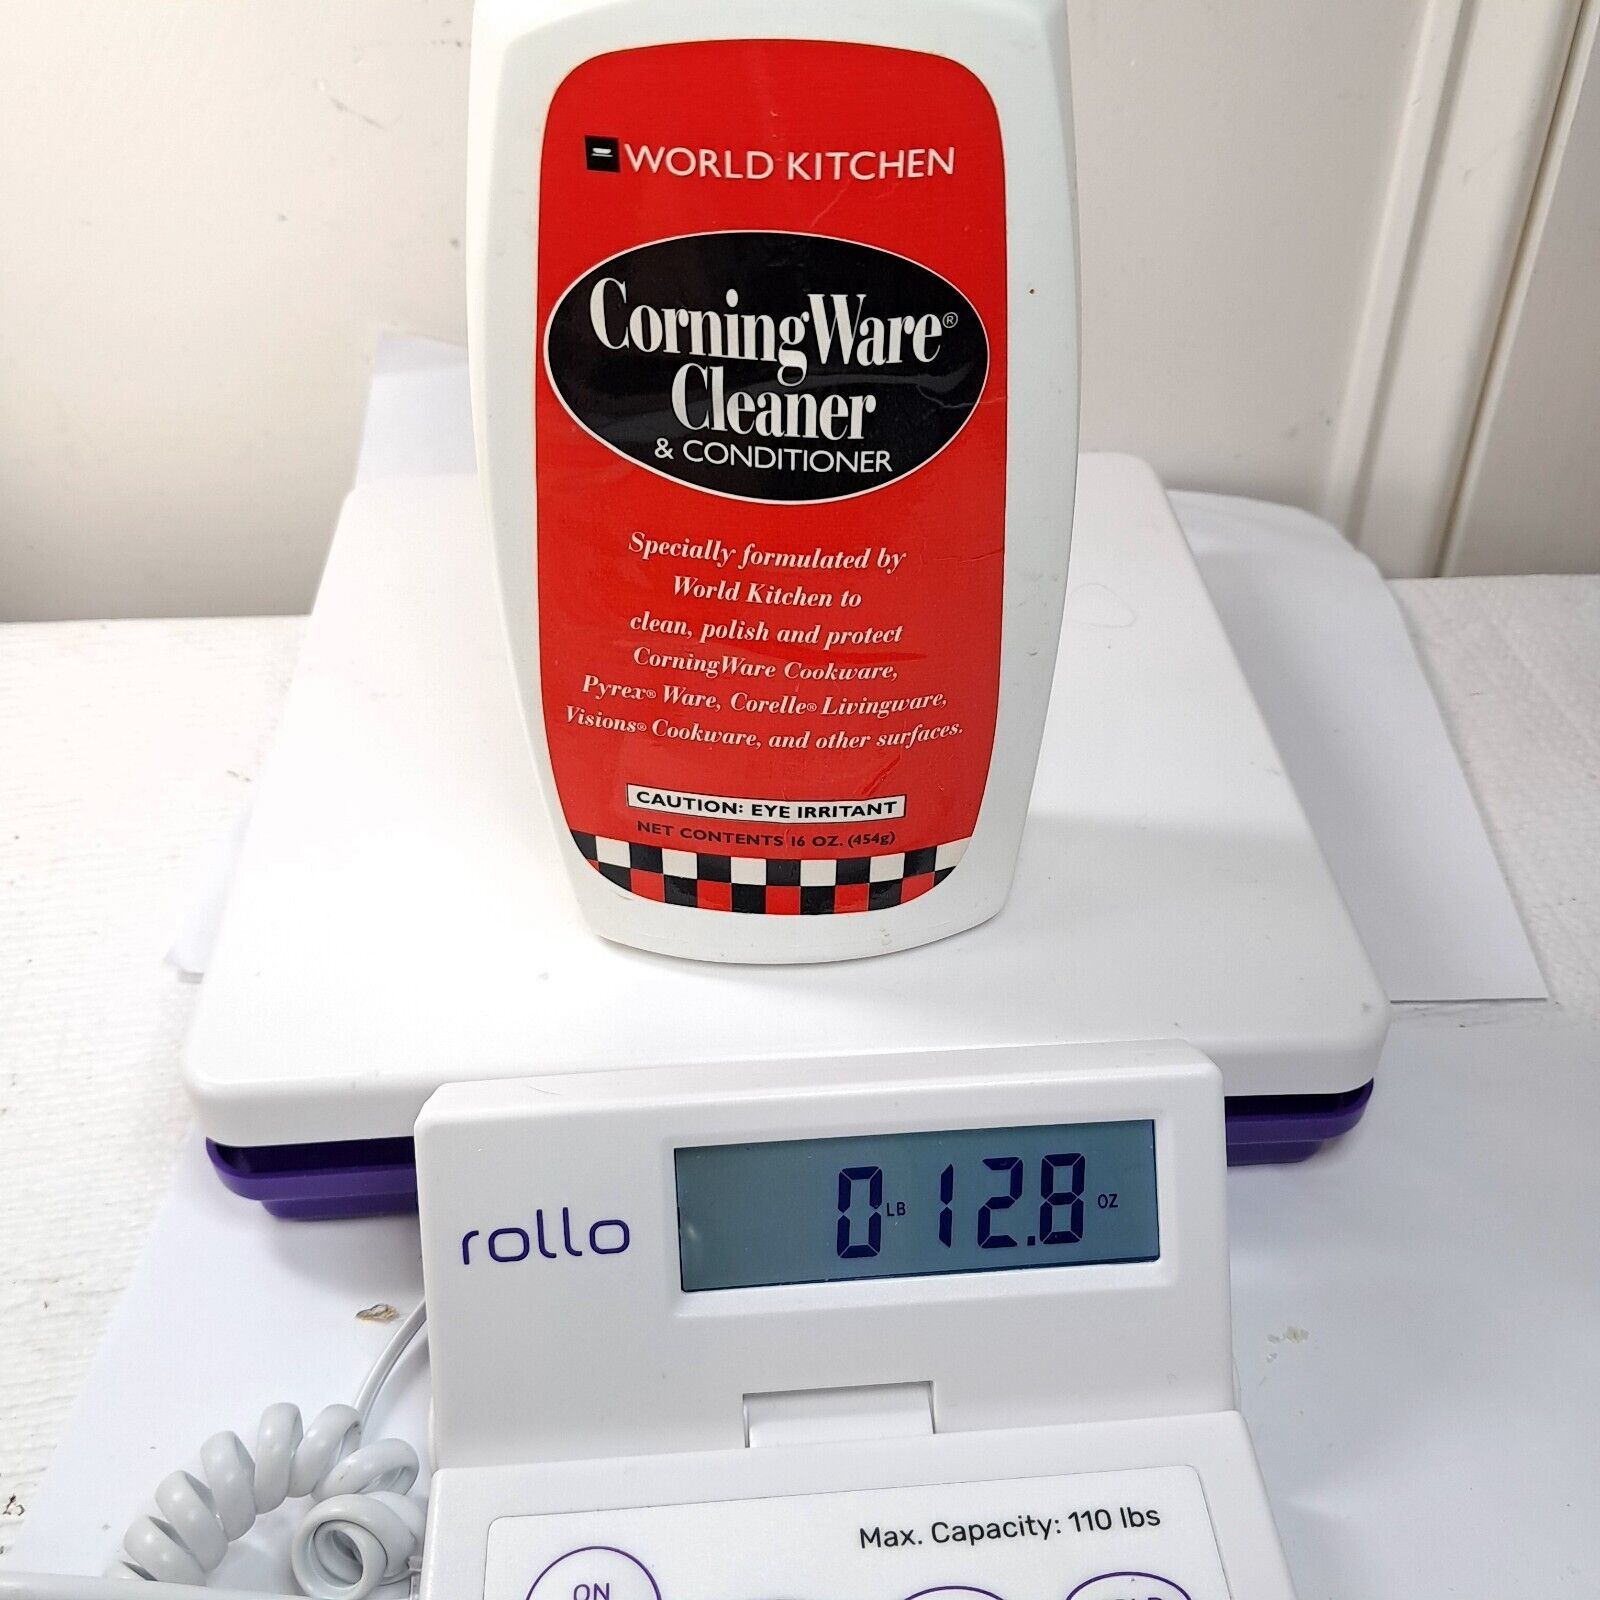 WORLD KITCHEN
CorningWare®
Cleaner
& CONDITIONER
Specially formulated by
World Kitchen to
clean, polish and protect
CorningWare Cookware,
Pyrex® Ware, Corelle® Livingware,
Visions® Cookware, and other surfaces.
CAUTION: EYE IRRITANT
NET CONTENTS 16 OZ. (454g)
rollo
0 LB 12.8 OZ
Max. Capacity: 110 lbs
ON